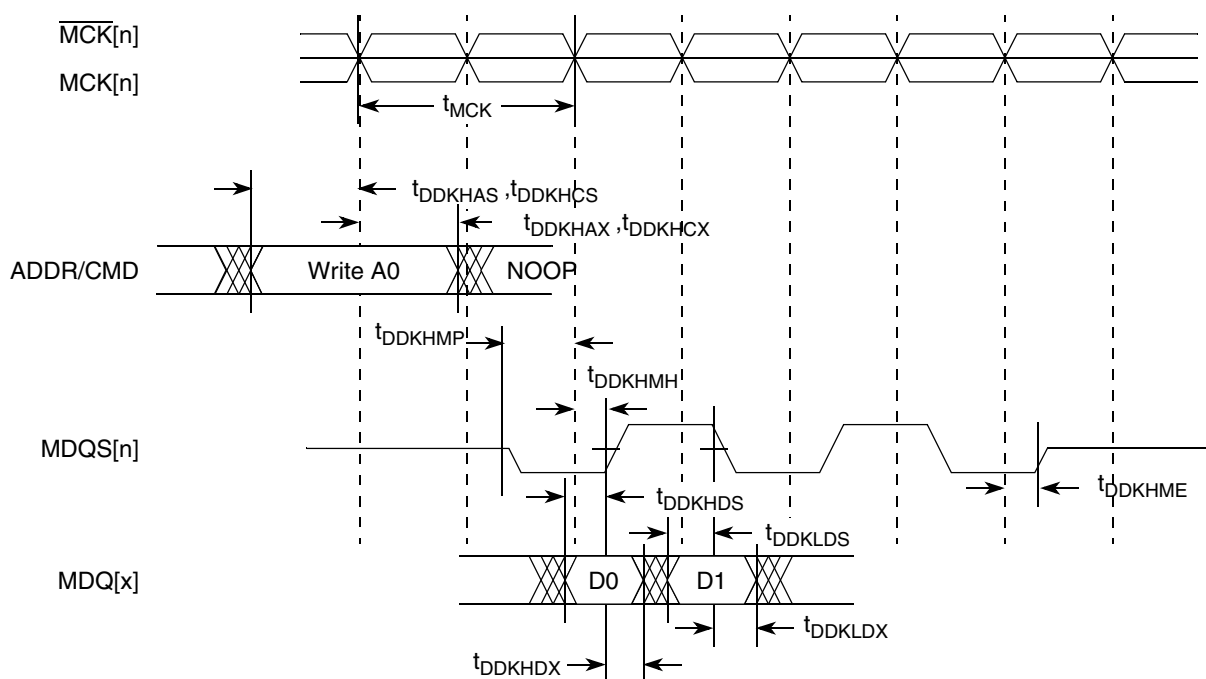 MCK[n]
MCK[n]
tMCK
tDDKHAS ,tDDKHCS
tDDKHAX ,tDDKHCX
ADDR/CMD
Write A0
NOOP
tDDKHMP
tDDKHMH
MDQS[n]
tDDKHME
tDDKHDS
tDDKLDS
MDQ[x]
D0
D1
tDDKLDX
tDDKHDX